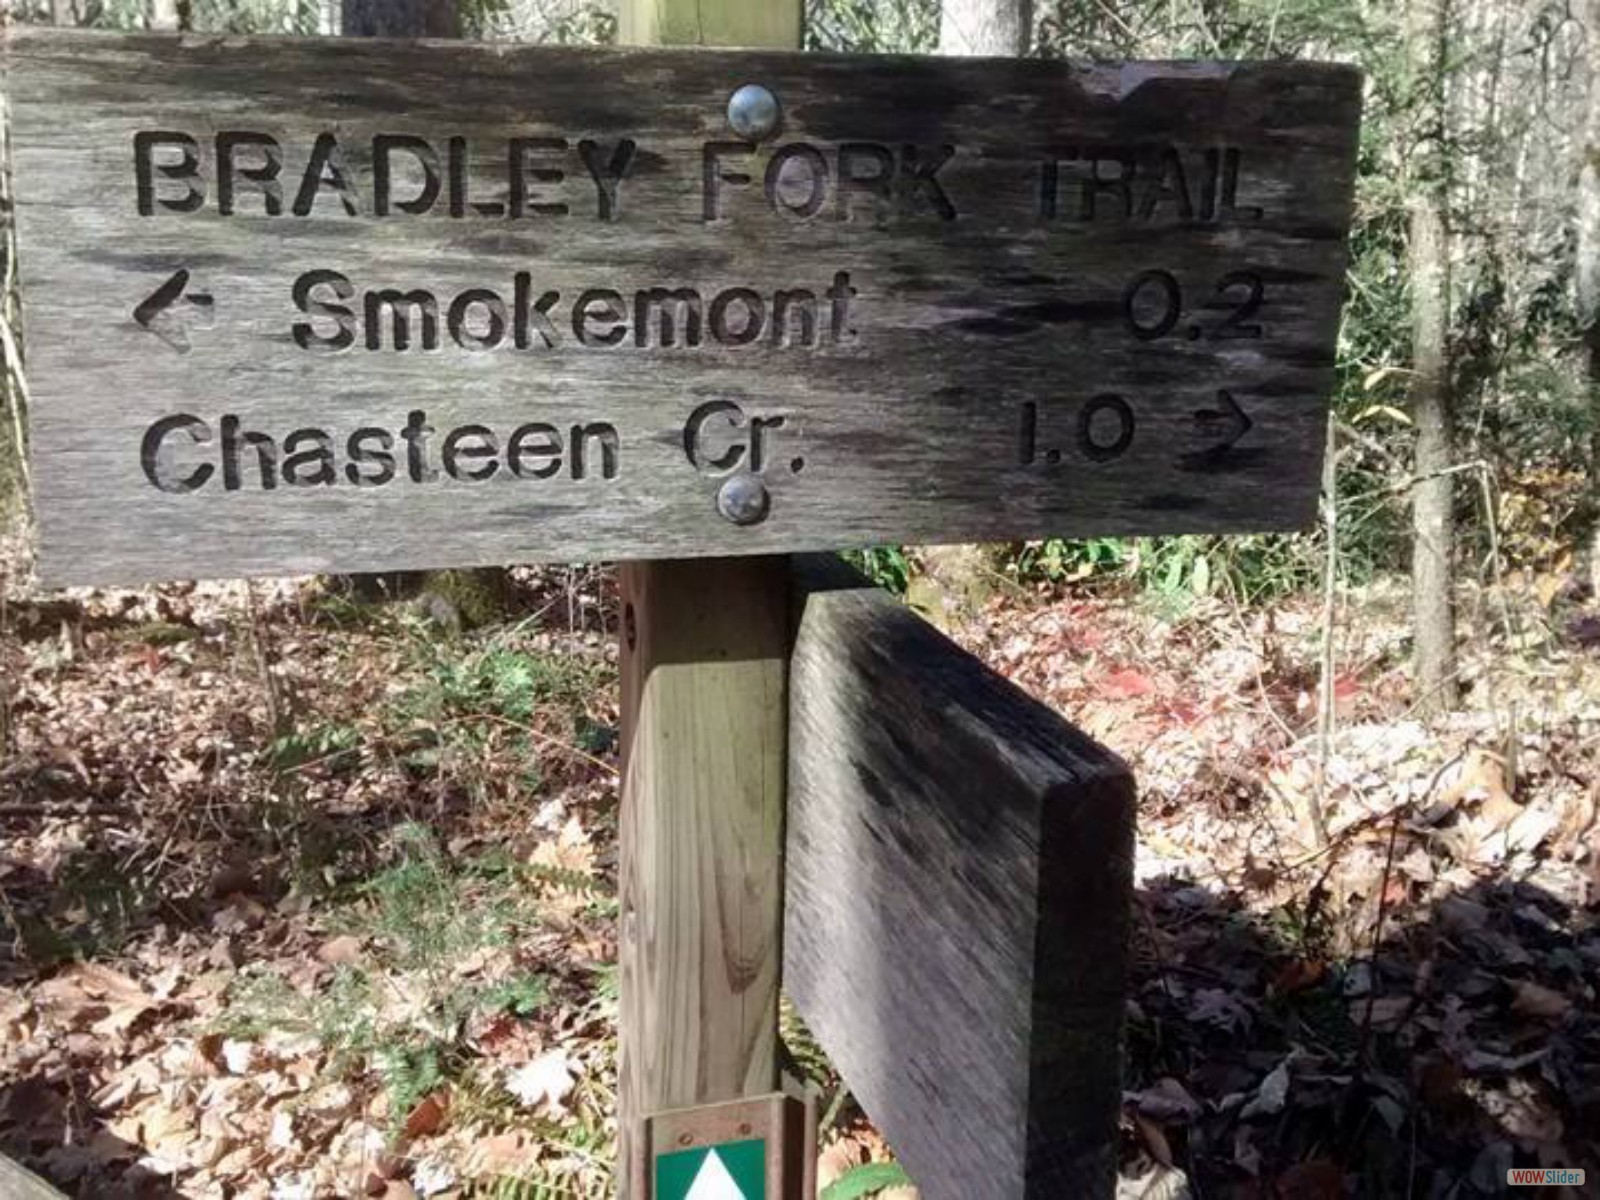 BRADLEY FORK TRAIL
← Smokemont 0.2
Chasteen Cr. 1.0 →
WOWSlider